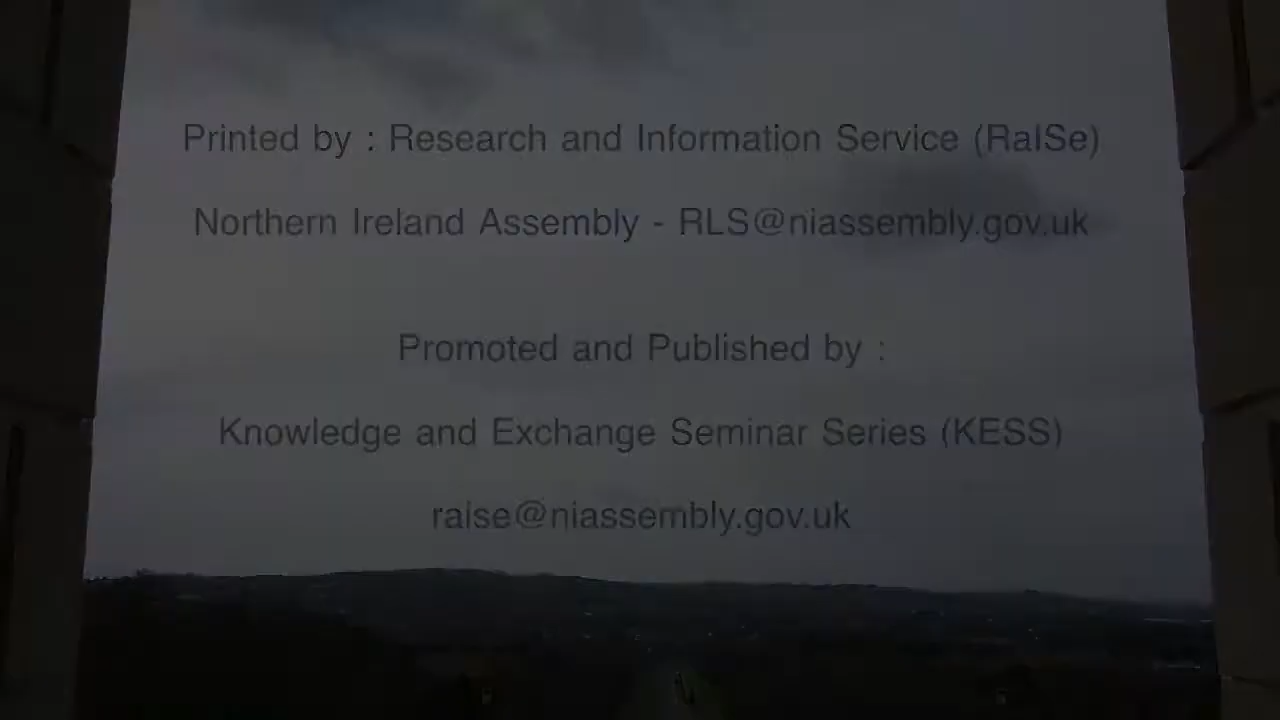 Printed by : Research and Information Service (RaISe)
Northern Ireland Assembly - RLS@niassembly.gov.uk
Promoted and Published by :
Knowledge and Exchange Seminar Series (KESS)
raise@niassembly.gov.uk